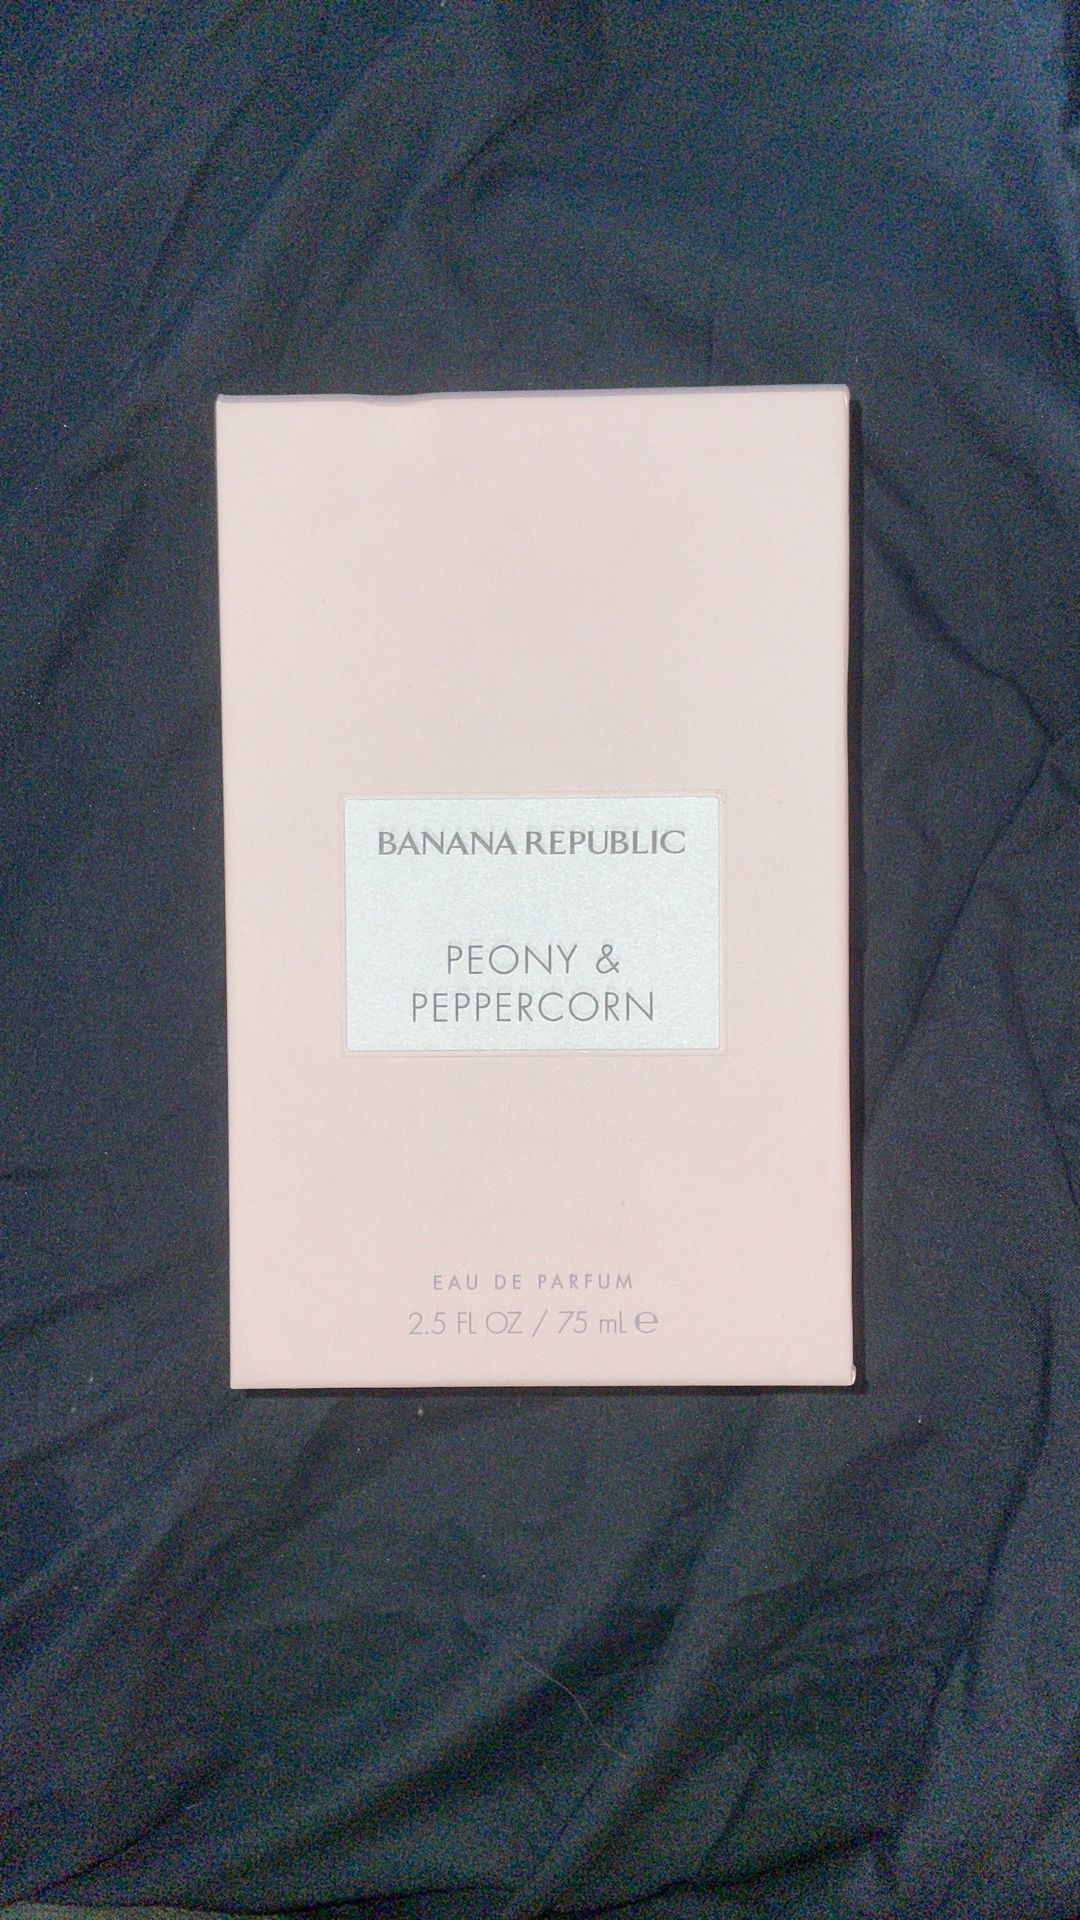 BANANA REPUBLIC
PEONY &
PEPPERCORN
EAU DE PARFUM
2.5 FL OZ / 75 mL ℮